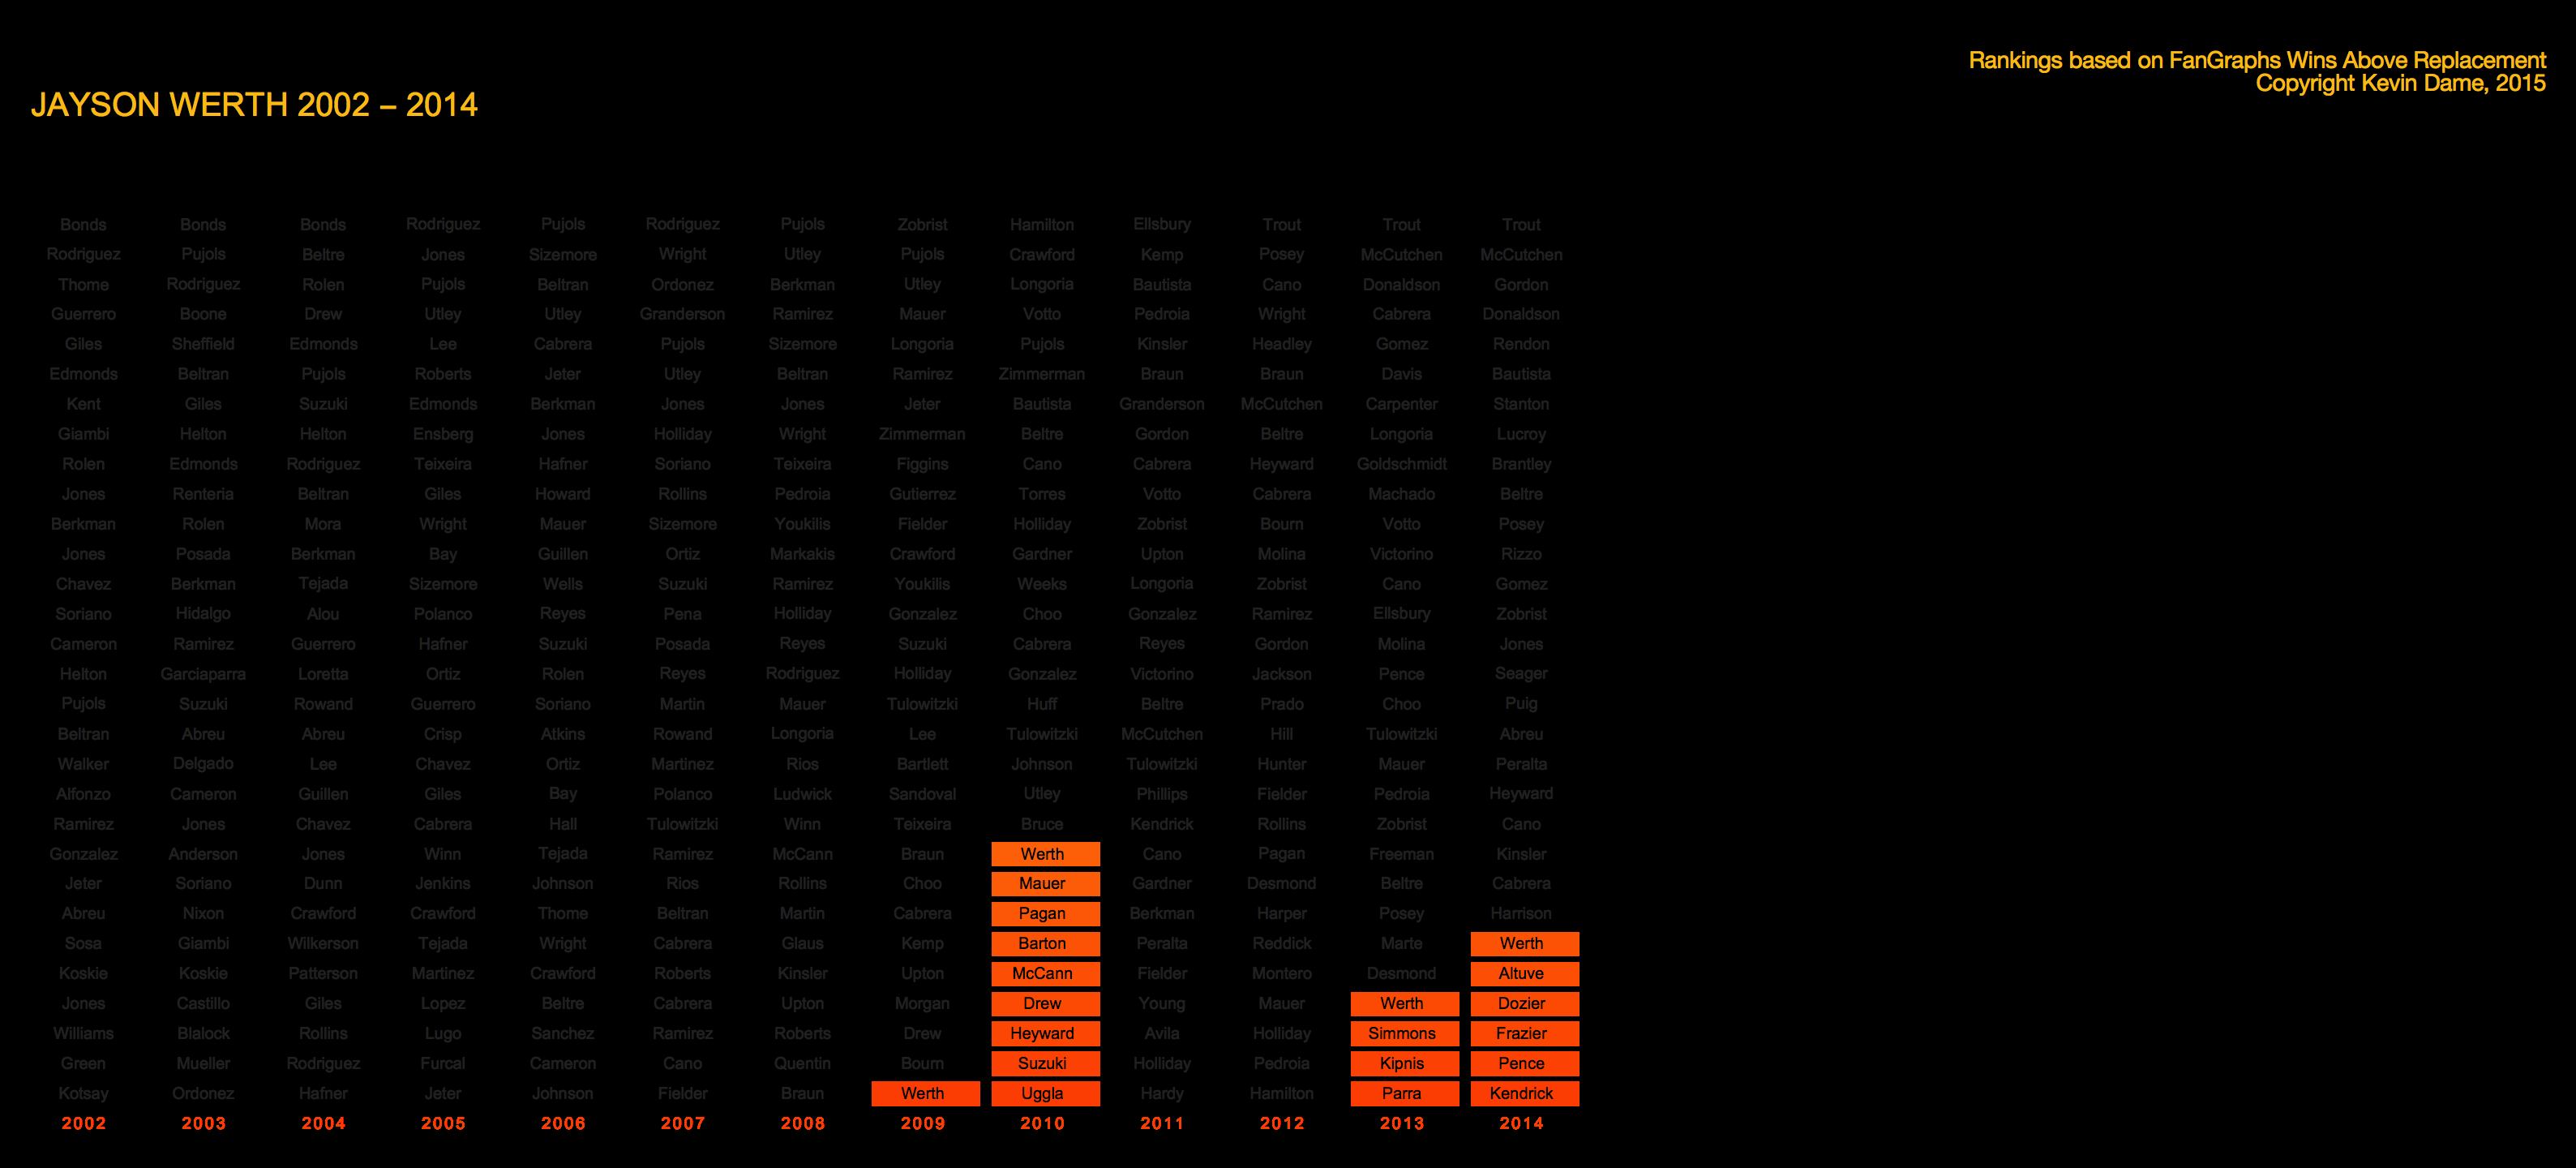 Rankings based on FanGraphs Wins Above Replacement
Copyright Kevin Dame, 2015
JAYSON WERTH 2002 – 2014
Bonds Bonds Bonds Rodriguez Pujols Rodriguez Pujols Zobrist Hamilton Ellsbury Trout Trout Trout
Rodriguez Pujols Beltre Jones Sizemore Wright Utley Pujols Crawford Kemp Posey McCutchen McCutchen
Thome Rodriguez Rolen Pujols Beltran Ordonez Berkman Utley Longoria Bautista Cano Donaldson Gordon
Guerrero Boone Drew Utley Utley Granderson Ramirez Mauer Votto Pedroia Wright Cabrera Donaldson
Giles Sheffield Edmonds Lee Cabrera Pujols Sizemore Longoria Pujols Kinsler Headley Gomez Rendon
Edmonds Beltran Pujols Roberts Jeter Utley Beltran Ramirez Zimmerman Braun Braun Davis Bautista
Kent Giles Suzuki Edmonds Berkman Jones Jones Jeter Bautista Granderson McCutchen Carpenter Stanton
Giambi Helton Helton Ensberg Jones Holliday Wright Zimmerman Beltre Gordon Beltre Longoria Lucroy
Rolen Edmonds Rodriguez Teixeira Hafner Soriano Teixeira Figgins Cano Cabrera Heyward Goldschmidt Brantley
Jones Renteria Beltran Giles Howard Rollins Pedroia Gutierrez Torres Votto Cabrera Machado Beltre
Berkman Rolen Mora Wright Mauer Sizemore Youkilis Fielder Holliday Zobrist Bourn Votto Posey
Jones Posada Berkman Bay Guillen Ortiz Markakis Crawford Gardner Upton Molina Victorino Rizzo
Chavez Berkman Tejada Sizemore Wells Suzuki Ramirez Youkilis Weeks Longoria Zobrist Cano Gomez
Soriano Hidalgo Alou Polanco Reyes Pena Holliday Gonzalez Choo Gonzalez Ramirez Ellsbury Zobrist
Cameron Ramirez Guerrero Hafner Suzuki Posada Reyes Suzuki Cabrera Reyes Gordon Molina Jones
Helton Garciaparra Loretta Ortiz Rolen Reyes Rodriguez Holliday Gonzalez Victorino Jackson Pence Seager
Pujols Suzuki Rowand Guerrero Soriano Martin Mauer Tulowitzki Huff Beltre Prado Choo Puig
Beltran Abreu Abreu Crisp Atkins Rowand Longoria Lee Tulowitzki McCutchen Hill Tulowitzki Abreu
Walker Delgado Lee Chavez Ortiz Martinez Rios Bartlett Johnson Tulowitzki Hunter Mauer Peralta
Alfonzo Cameron Guillen Giles Bay Polanco Ludwick Sandoval Utley Phillips Fielder Pedroia Heyward
Ramirez Jones Chavez Cabrera Hall Tulowitzki Winn Teixeira Bruce Kendrick Rollins Zobrist Cano
Gonzalez Anderson Jones Winn Tejada Ramirez McCann Braun Werth Cano Pagan Freeman Kinsler
Jeter Soriano Dunn Jenkins Johnson Rios Rollins Choo Mauer Gardner Desmond Beltre Cabrera
Abreu Nixon Crawford Crawford Thome Beltran Martin Cabrera Pagan Berkman Harper Posey Harrison
Sosa Giambi Wilkerson Tejada Wright Cabrera Glaus Kemp Barton Peralta Reddick Marte Werth
Koskie Koskie Patterson Martinez Crawford Roberts Kinsler Upton McCann Fielder Montero Desmond Altuve
Jones Castillo Giles Lopez Beltre Cabrera Upton Morgan Drew Young Mauer Werth Dozier
Williams Blalock Rollins Lugo Sanchez Ramirez Roberts Drew Heyward Avila Holliday Simmons Frazier
Green Mueller Rodriguez Furcal Cameron Cano Quentin Bourn Suzuki Holliday Pedroia Kipnis Pence
Kotsay Ordonez Hafner Jeter Johnson Fielder Braun Werth Uggla Hardy Hamilton Parra Kendrick
2002 2003 2004 2005 2006 2007 2008 2009 2010 2011 2012 2013 2014